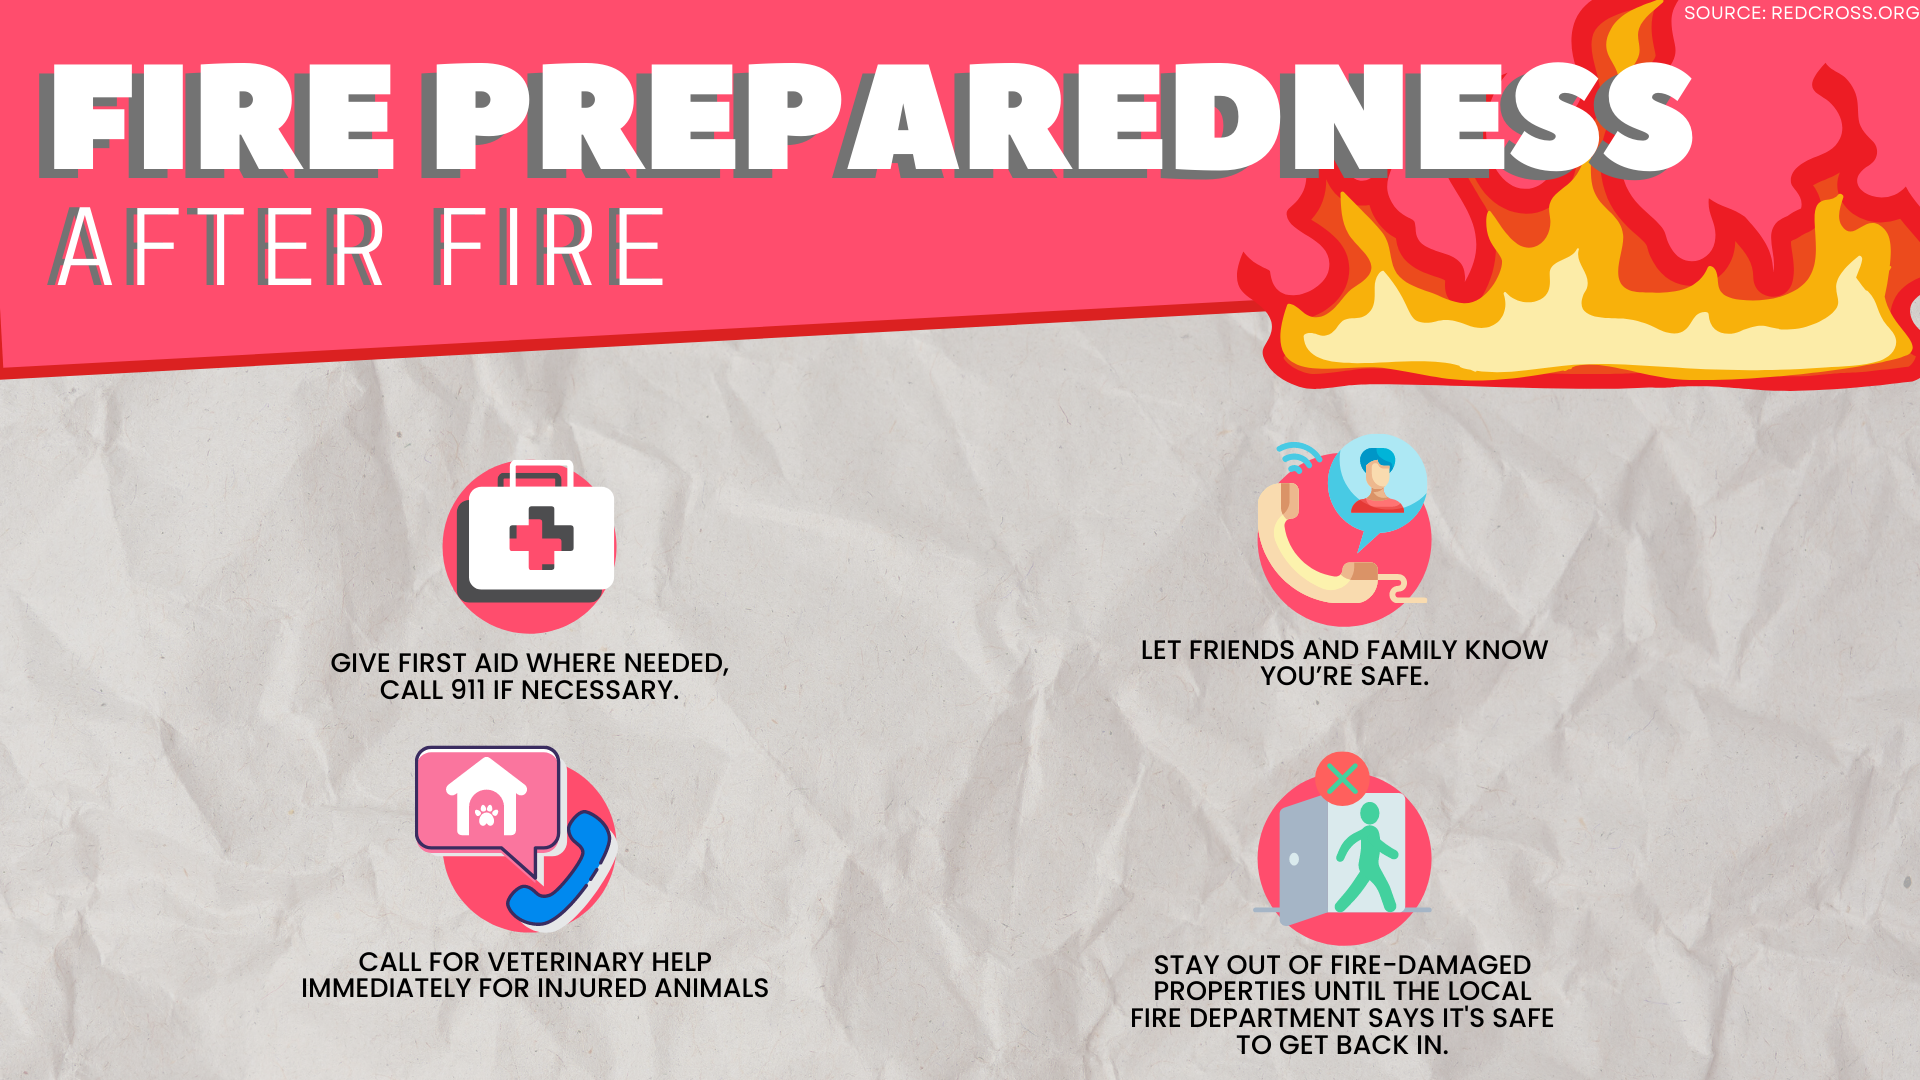 SOURCE: REDCROSS.ORG
FIRE PREPAREDNESS
AFTER FIRE
GIVE FIRST AID WHERE NEEDED,
CALL 911 IF NECESSARY.
LET FRIENDS AND FAMILY KNOW
YOU’RE SAFE.
CALL FOR VETERINARY HELP
IMMEDIATELY FOR INJURED ANIMALS
STAY OUT OF FIRE-DAMAGED
PROPERTIES UNTIL THE LOCAL
FIRE DEPARTMENT SAYS IT'S SAFE
TO GET BACK IN.